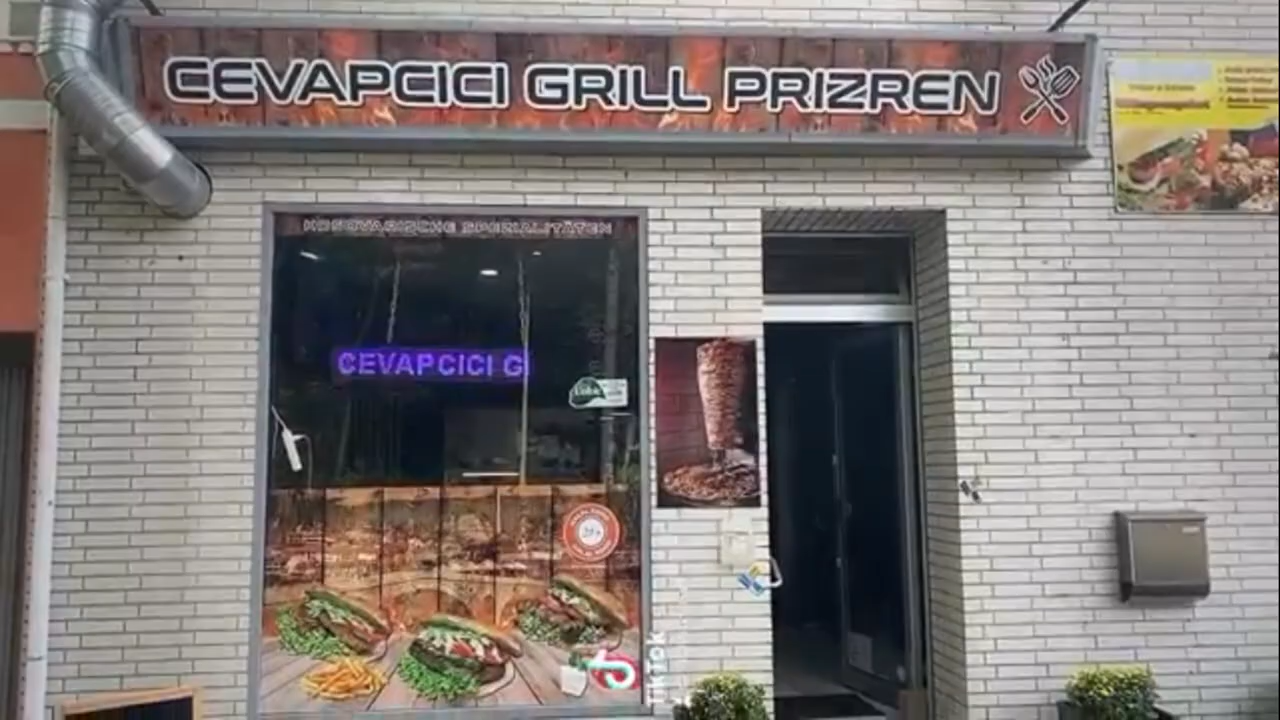 CEVAPCICI GRILL PRIZREN
KOSOVARISCHE SPEZIALITÄTEN
CEVAPCICI G
TikTok